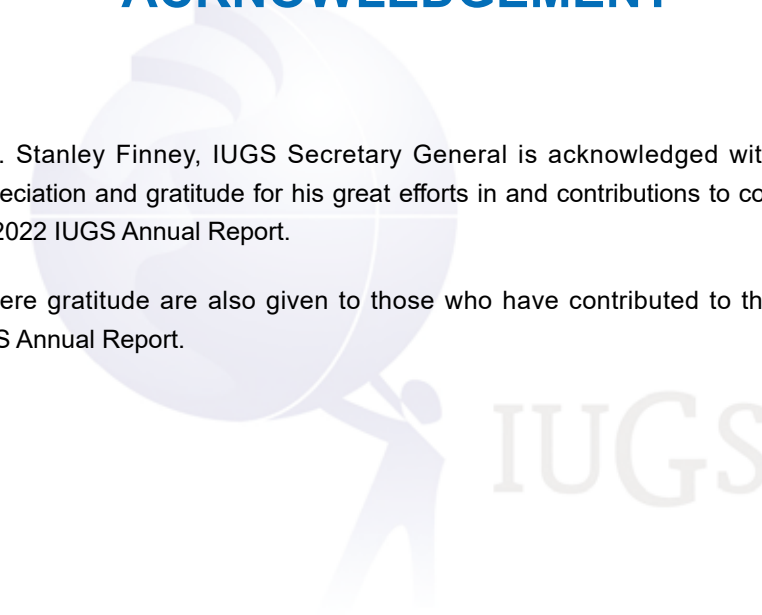 ACKNOWLEDGEMENT
. Stanley Finney, IUGS Secretary General is acknowledged wit
eciation and gratitude for his great efforts in and contributions to co
2022 IUGS Annual Report.
ere gratitude are also given to those who have contributed to th
S Annual Report.
IUGS